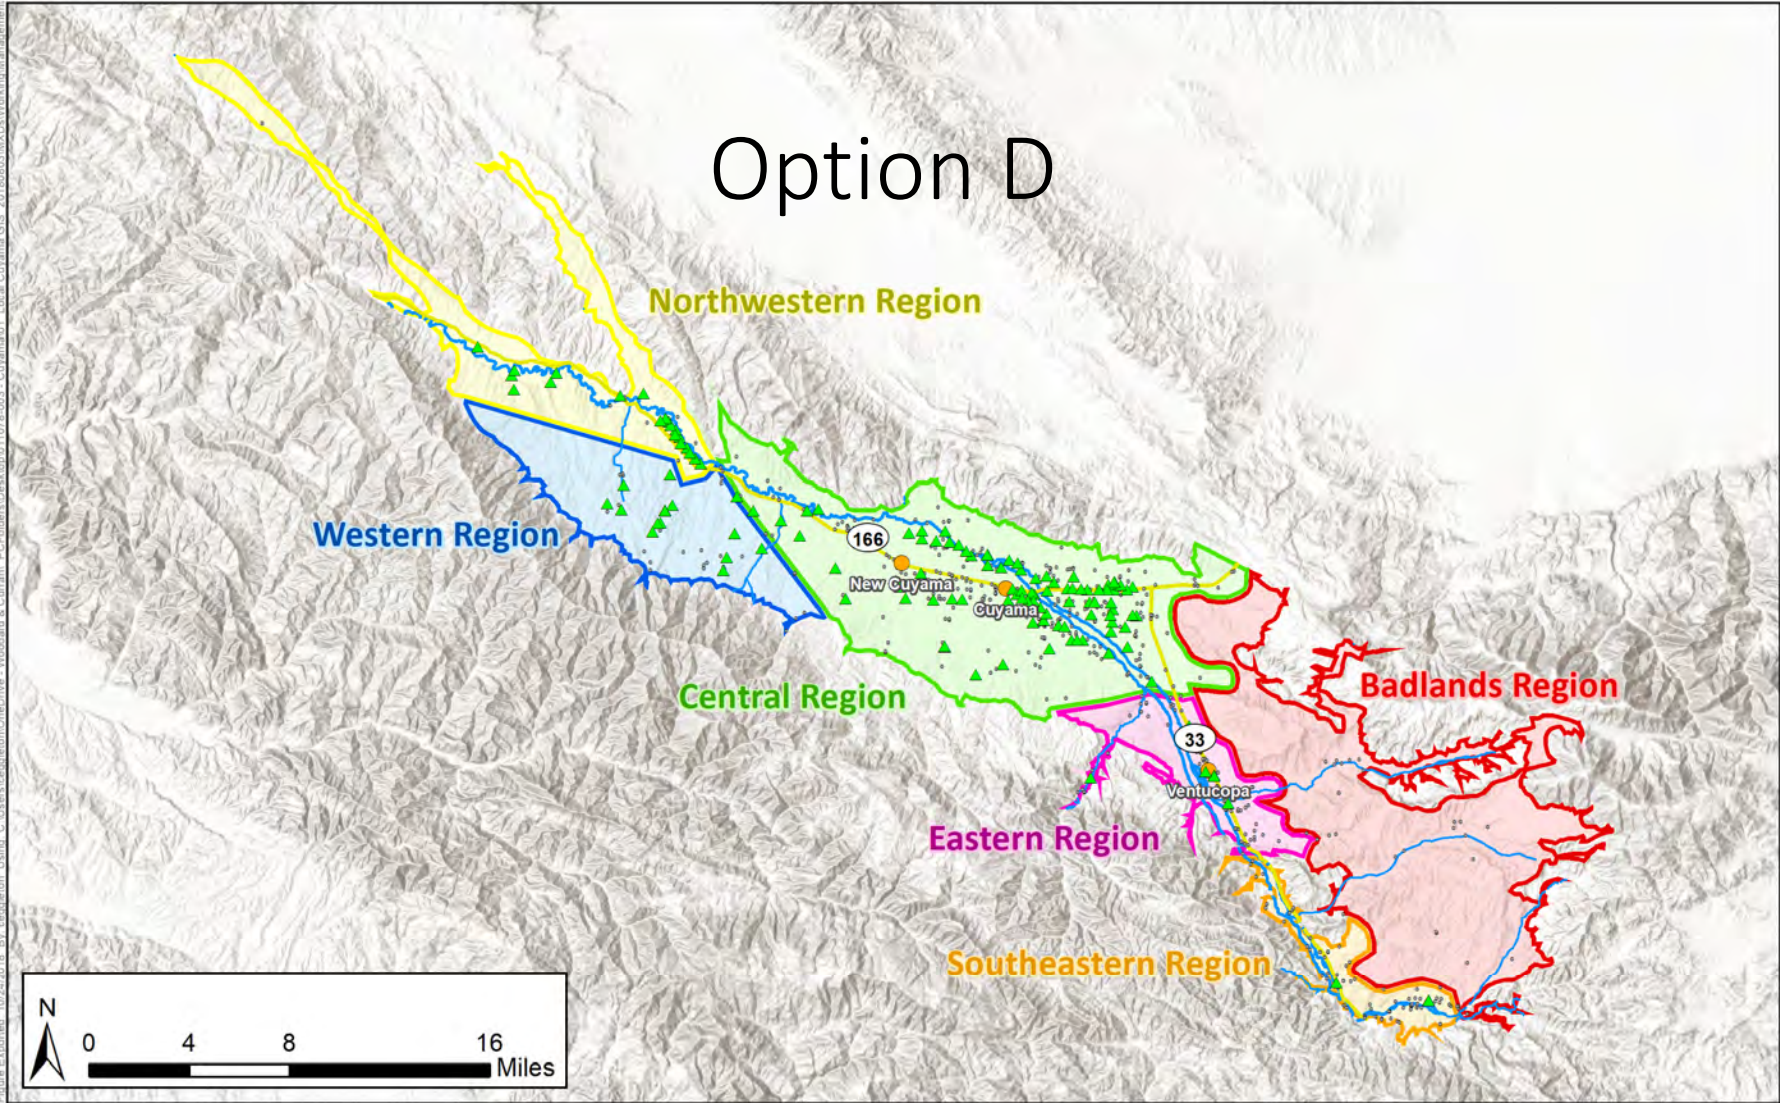 Option D
Northwestern Region
Western Region
166
New Cuyama
Cuyama
Central Region
Badlands Region
33
Ventucopa
Eastern Region
Southeastern Region
N
0 4 8 16
Miles